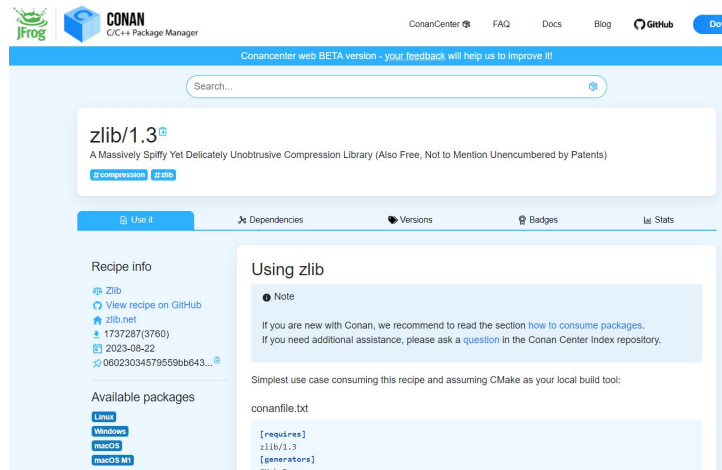 JFrog
CONAN
C/C++ Package Manager
ConanCenter
FAQ
Docs
Blog
GitHub
Conancenter web BETA version - your feedback will help us to improve it!
Search...
zlib/1.3
A Massively Spiffy Yet Delicately Unobtrusive Compression Library (Also Free, Not to Mention Unencumbered by Patents)
#compression #zlib
Use it
Dependencies
Versions
Badges
Stats
Recipe info
Zlib
View recipe on GitHub
zlib.net
1737287(3760)
2023-08-22
06023034579559bb643...
Available packages
Linux
Windows
macOS
macOS M1
Using zlib
Note
If you are new with Conan, we recommend to read the section how to consume packages.
If you need additional assistance, please ask a question in the Conan Center Index repository.
Simplest use case consuming this recipe and assuming CMake as your local build tool:
conanfile.txt
[requires]
zlib/1.3
[generators]